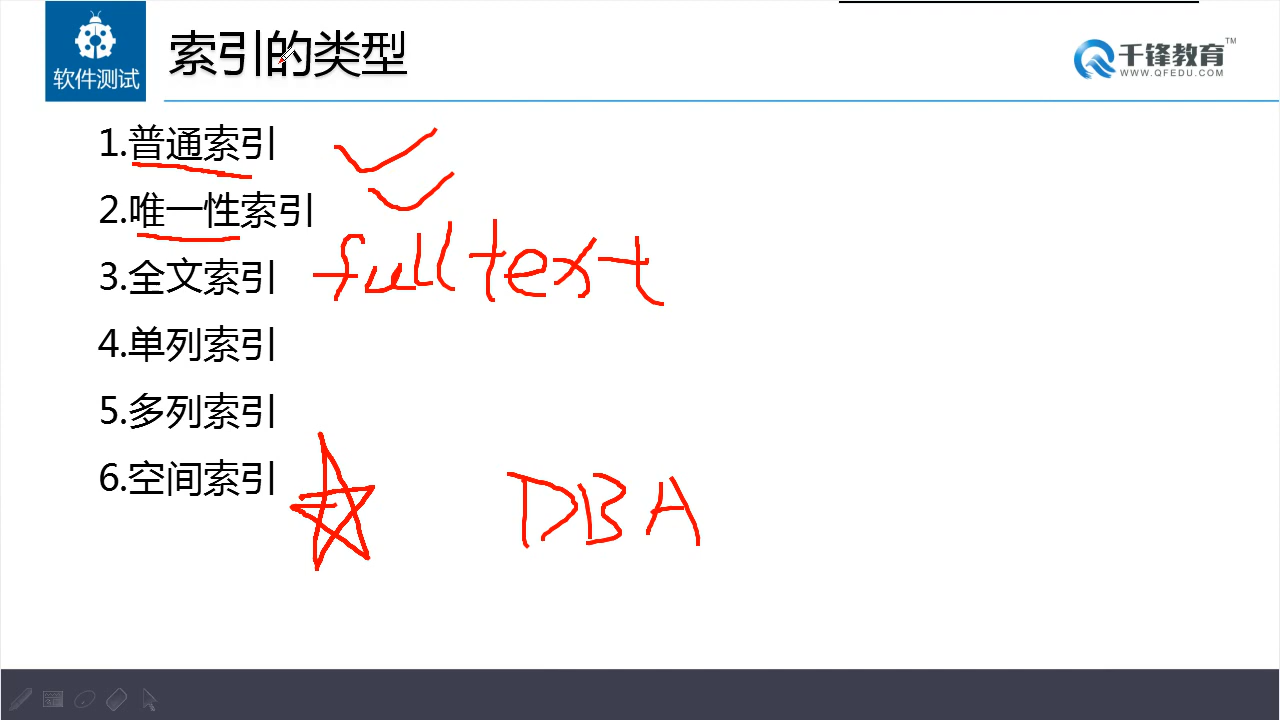 软件测试
索引的类型
千锋教育 TM
WWW.QFEDU.COM
1.普通索引
2.唯一性索引
3.全文索引 fulltext
4.单列索引
5.多列索引
6.空间索引
DBA